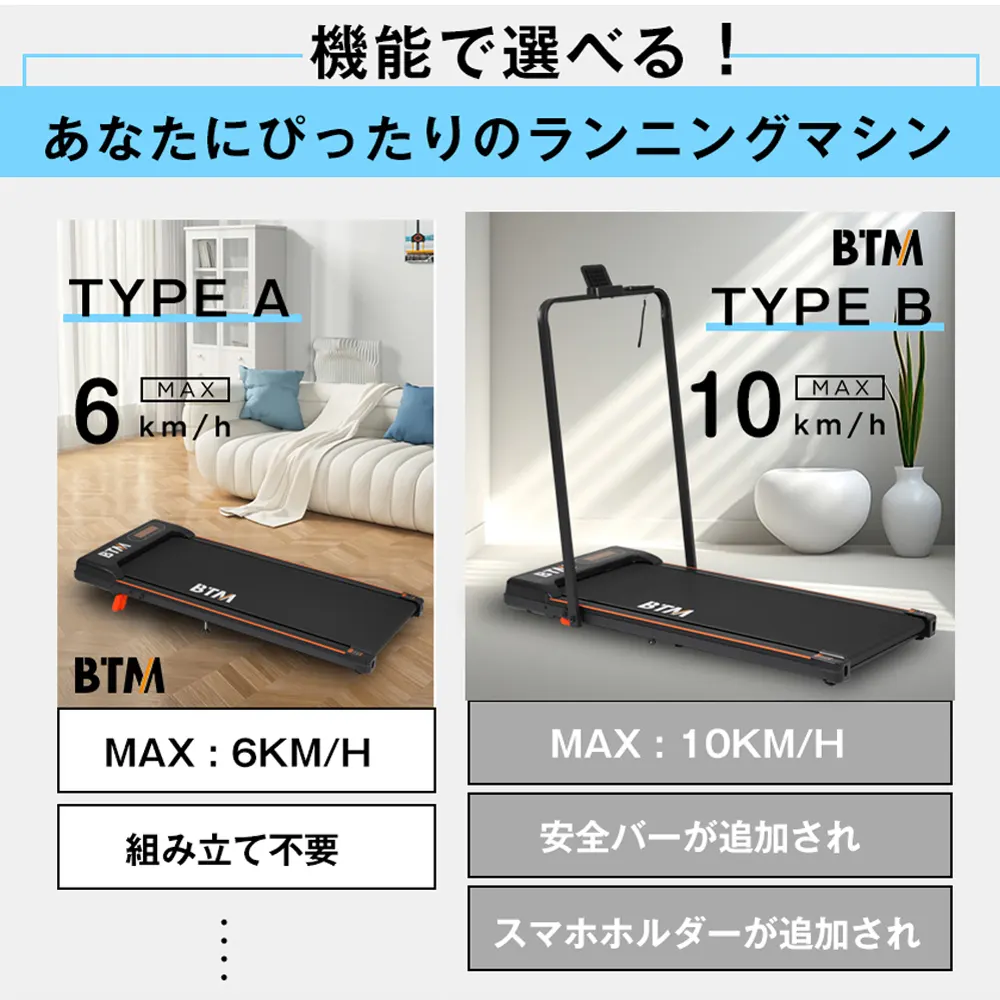 機能で選べる！
あなたにぴったりのランニングマシン
TYPE A
6 MAX km/h
BTM
BTM
BTM
MAX：6KM/H
組み立て不要
BTM
TYPE B
10 MAX km/h
BTM
BTM
MAX：10KM/H
安全バーが追加され
スマホホルダーが追加され